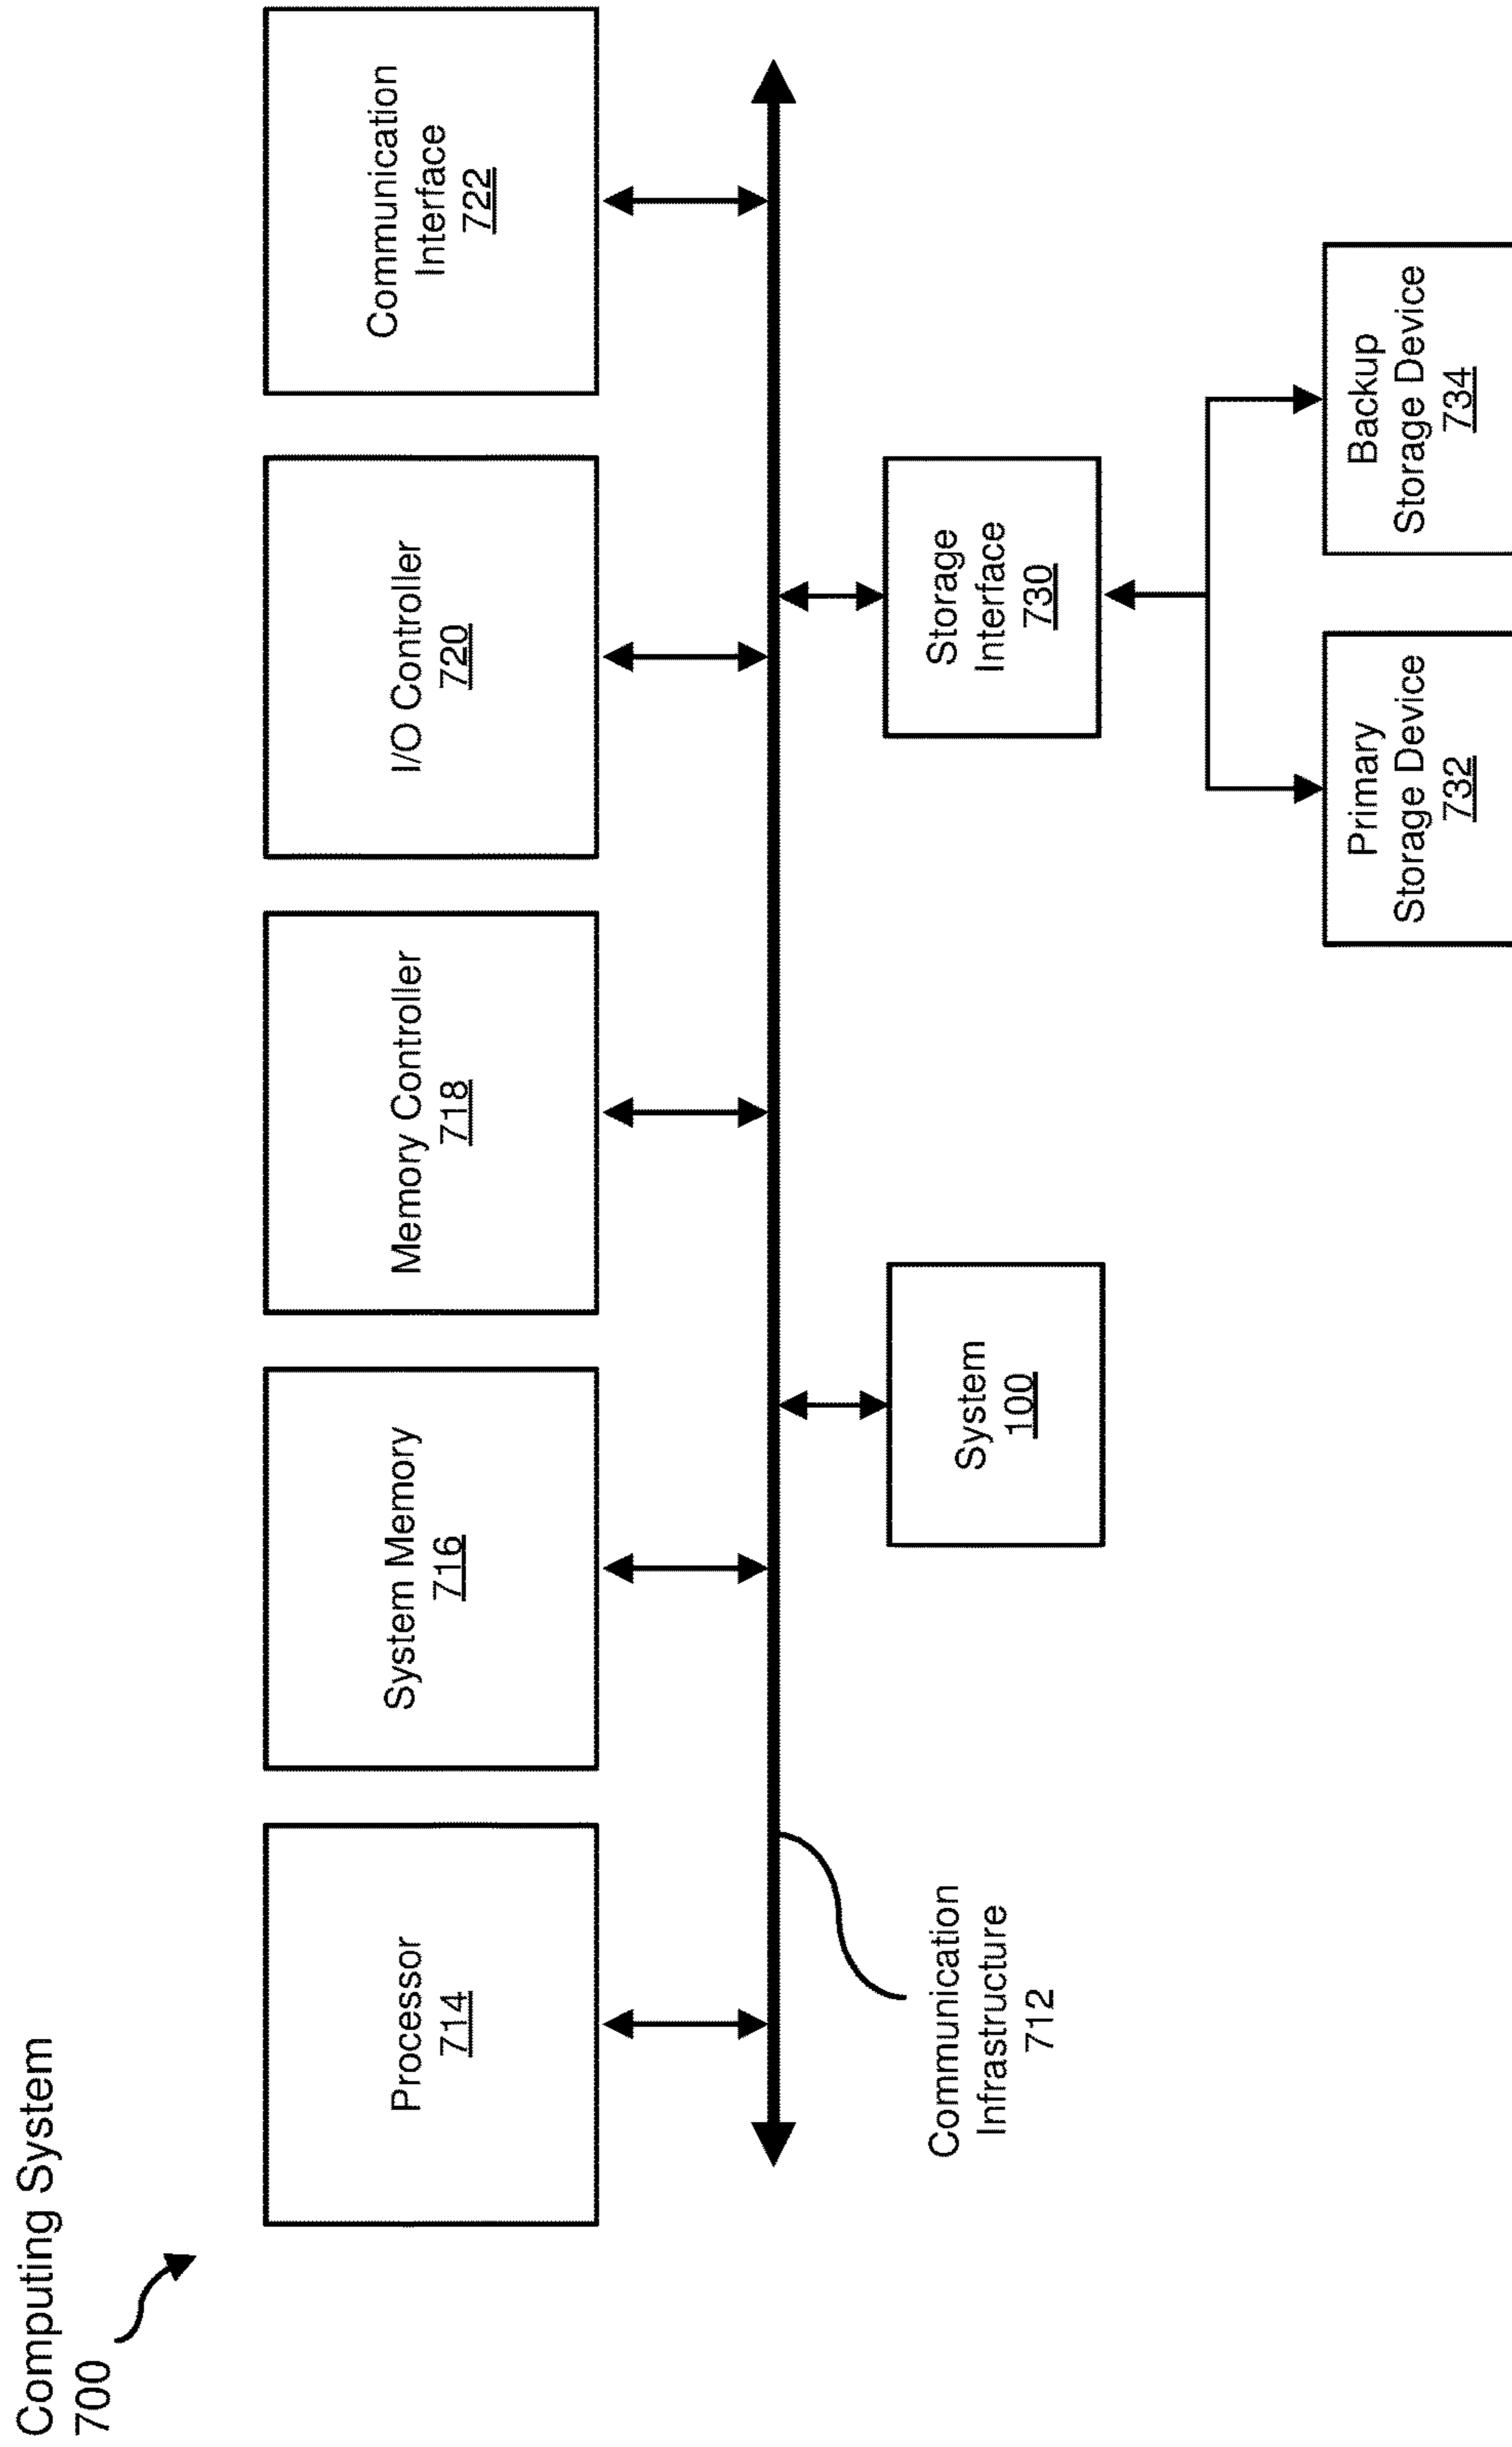 Computing System
700
Processor
714
System Memory
716
Memory Controller
718
I/O Controller
720
Communication
Interface
722
Communication
Infrastructure
712
System
100
Storage
Interface
730
Primary
Storage Device
732
Backup
Storage Device
734